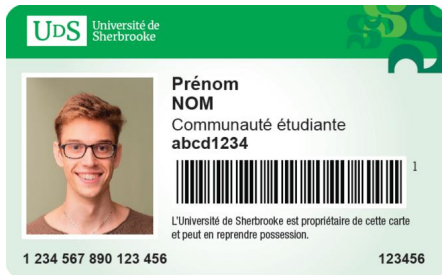 UDS Université de
Sherbrooke
Prénom
NOM
Communauté étudiante
abcd1234
1
L'Université de Sherbrooke est propriétaire de cette carte
et peut en reprendre possession.
1 234 567 890 123 456
123456